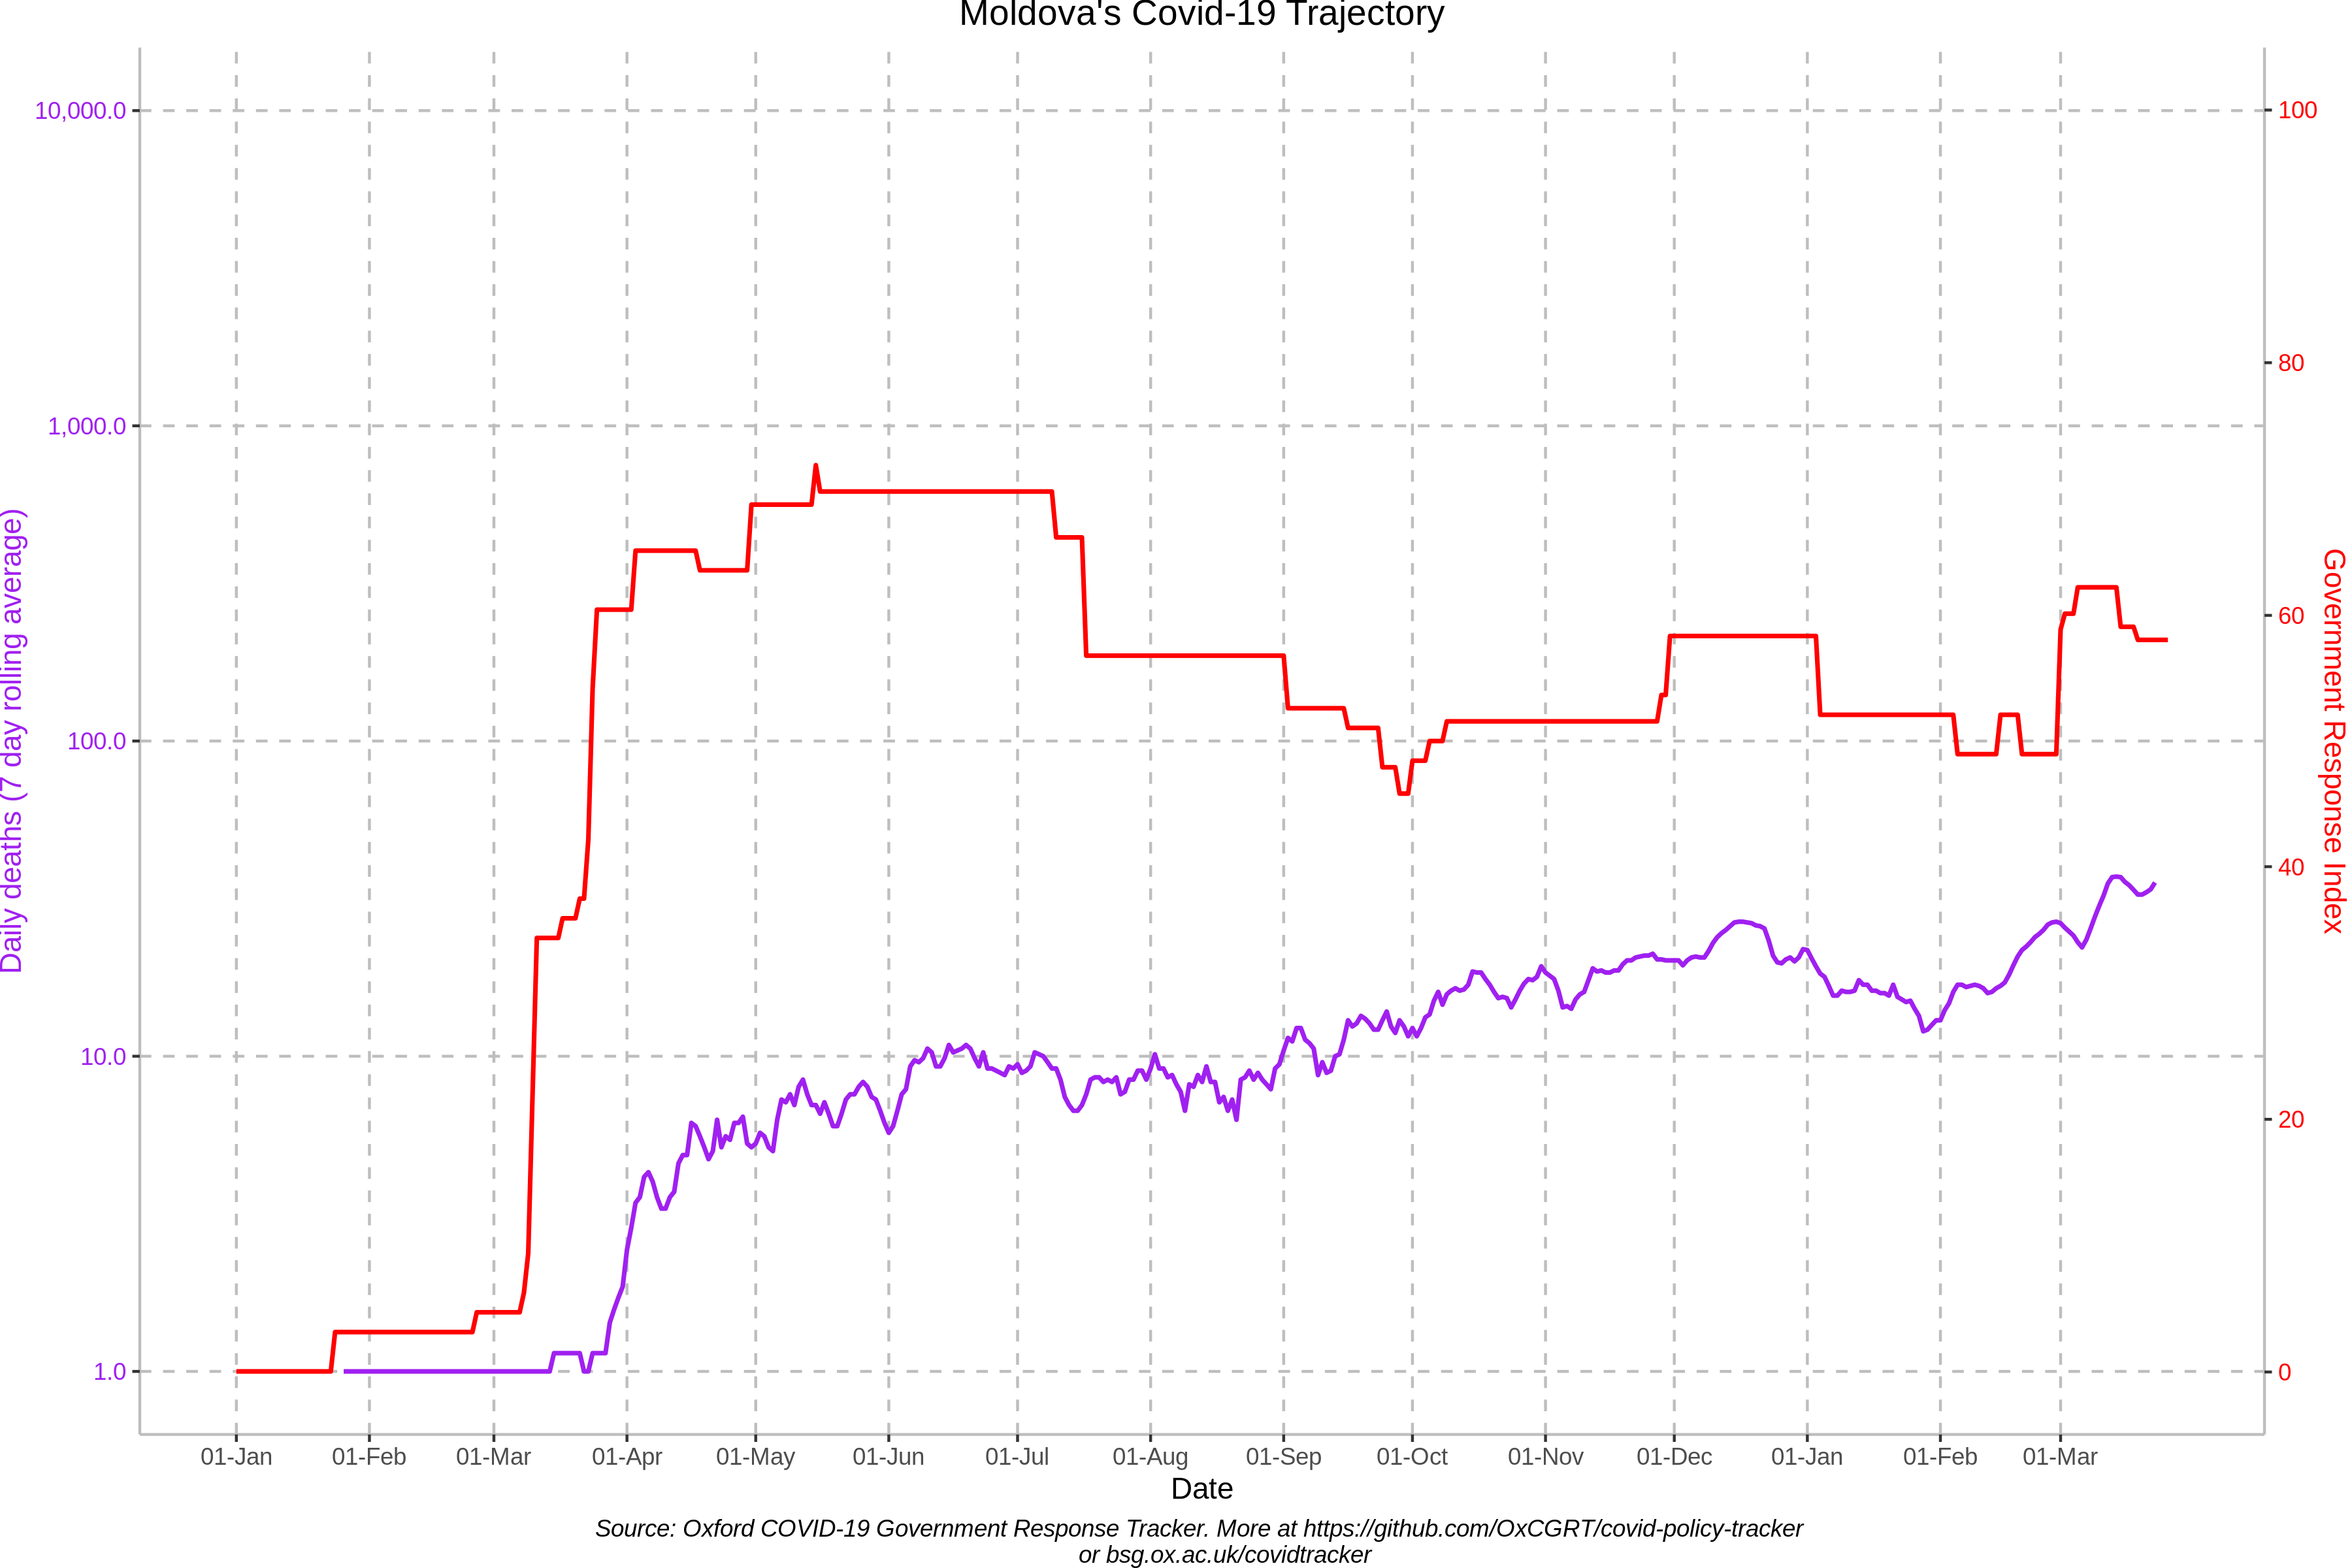 Moldova's Covid-19 Trajectory
10,000.0
1,000.0
100.0
10.0
1.0
Daily deaths (7 day rolling average)
100
80
60
40
20
0
Government Response Index
01-Jan 01-Feb 01-Mar 01-Apr 01-May 01-Jun 01-Jul 01-Aug 01-Sep 01-Oct 01-Nov 01-Dec 01-Jan 01-Feb 01-Mar
Date
Source: Oxford COVID-19 Government Response Tracker. More at https://github.com/OxCGRT/covid-policy-tracker
or bsg.ox.ac.uk/covidtracker